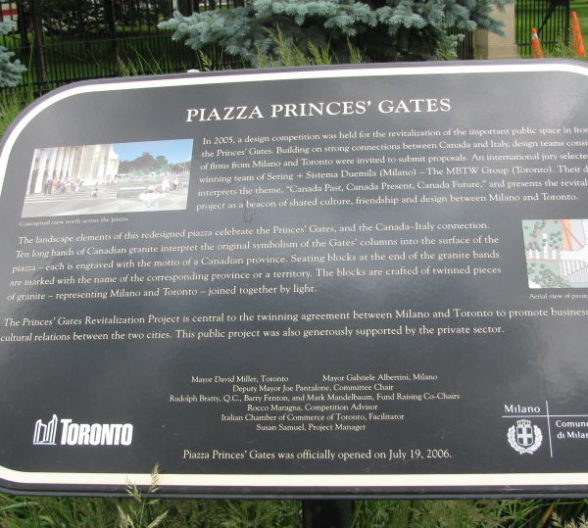 PIAZZA PRINCES' GATES
In 2005, a design competition was held for the revitalization of the important public space in
the Princes' Gates. Building on strong connections between Canada and Italy, design teams
of firms from Milano and Toronto were invited to submit proposals. An international jury
winning team of Sering + Sistema Duemila (Milano) – The MBTW Group (Toronto). Their
interprets the theme, "Canada Past, Canada Present, Canada Future," and presents the
project as a beacon of shared culture, friendship and design between Milano and Toronto.
Conceptual view north across the piazza
The landscape elements of this redesigned piazza celebrate the Princes' Gates, and the Canada–Italy connection.
Ten long bands of Canadian granite interpret the original symbolism of the Gates' columns into the surface of the
piazza – each is engraved with the motto of a Canadian province. Seating blocks at the end of the granite bands
are marked with the name of the corresponding province or a territory. The blocks are crafted of twinned pieces
of granite – representing Milano and Toronto – joined together by light.
Aerial view of
The Princes' Gates Revitalization Project is central to the twinning agreement between Milano and Toronto to promote
cultural relations between the two cities. This public project was also generously supported by the private sector.
Mayor David Miller, Toronto Mayor Gabriele Albertini, Milano
Deputy Mayor Joe Pantalone, Committee Chair
Rudolph Bratty, Q.C., Barry Fenton, and Mark Mandelbaum, Fund Raising Co-Chairs
Rocco Maragna, Competition Advisor
Italian Chamber of Commerce of Toronto, Facilitator
Susan Samuel, Project Manager
TORONTO
Milano
di
Piazza Princes' Gates was officially opened on July 19, 2006.